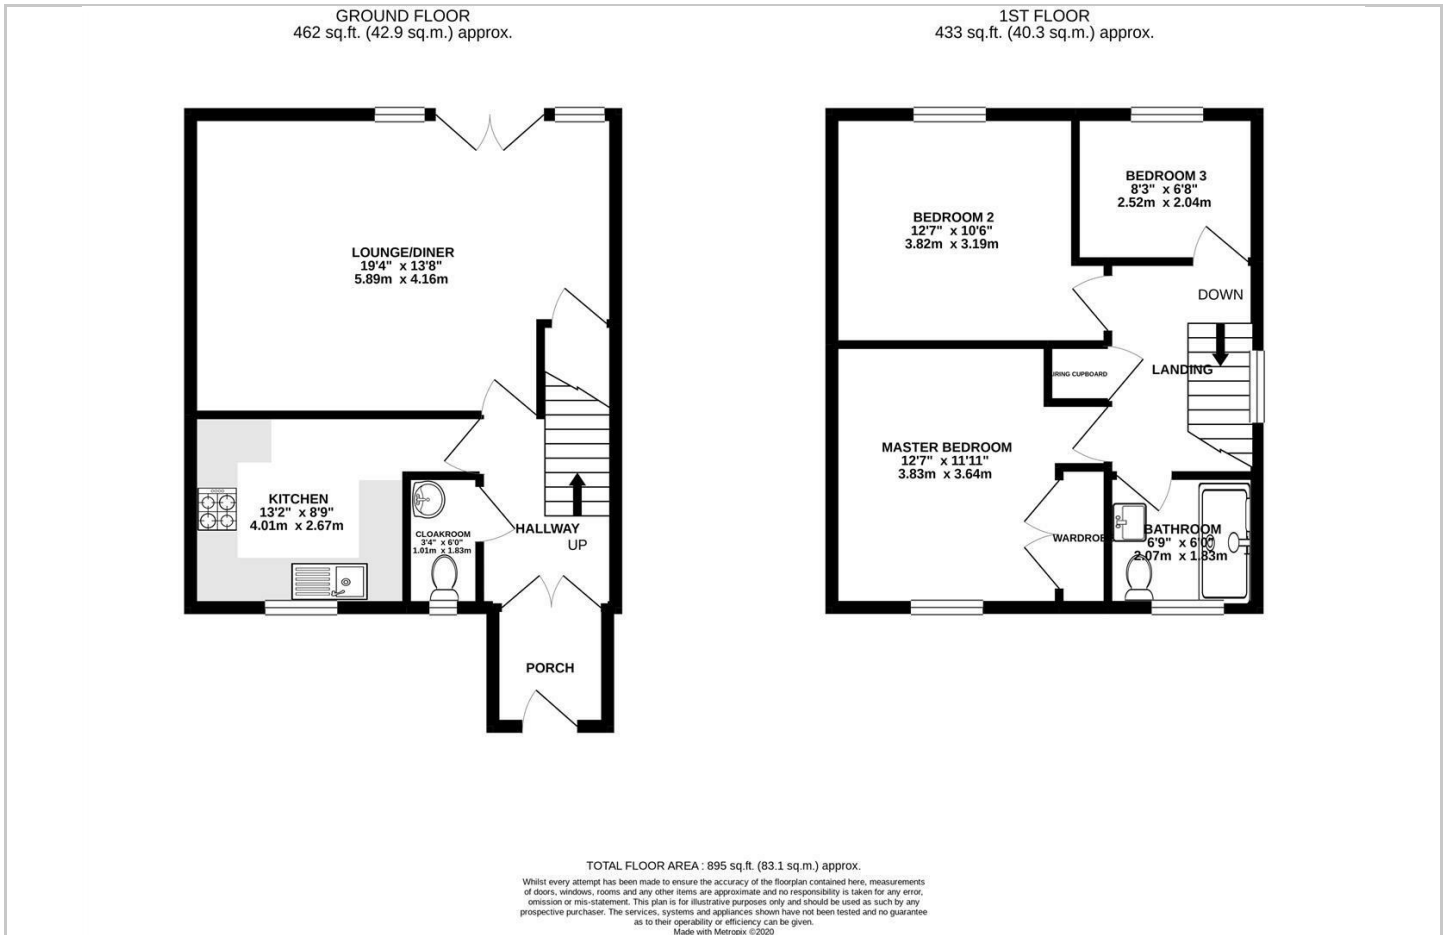 GROUND FLOOR
462 sq.ft. (42.9 sq.m.) approx.
1ST FLOOR
433 sq.ft. (40.3 sq.m.) approx.
LOUNGE/DINER
19'4" x 13'8"
5.89m x 4.16m
KITCHEN
13'2" x 8'9"
4.01m x 2.67m
CLOAKROOM
3'4" x 6'0"
1.01m x 1.83m
HALLWAY
UP
PORCH
BEDROOM 2
12'7" x 10'6"
3.82m x 3.19m
BEDROOM 3
8'3" x 6'8"
2.52m x 2.04m
DOWN
LANDING
IRING CUPBOARD
MASTER BEDROOM
12'7" x 11'11"
3.83m x 3.64m
WARDROB
BATHROOM
6'9" x 6'0"
2.07m x 1.83m
TOTAL FLOOR AREA : 895 sq.ft. (83.1 sq.m.) approx.
Whilst every attempt has been made to ensure the accuracy of the floorplan contained here, measurements
of doors, windows, rooms and any other items are approximate and no responsibility is taken for any error,
omission or mis-statement. This plan is for illustrative purposes only and should be used as such by any
prospective purchaser. The services, systems and appliances shown have not been tested and no guarantee
as to their operability or efficiency can be given.
Made with Metropix ©2020